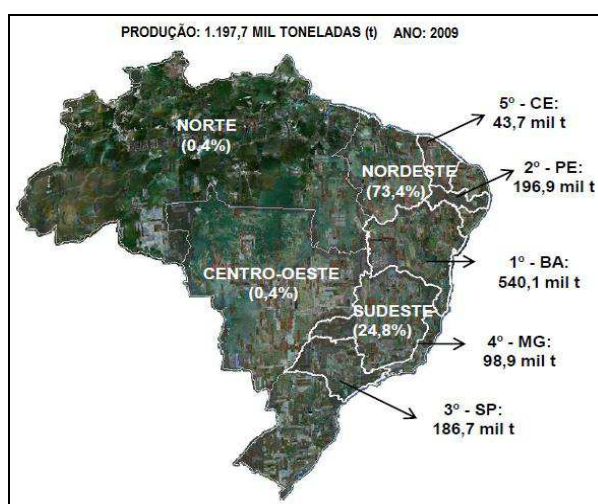 PRODUÇÃO: 1.197,7 MIL TONELADAS (t) ANO: 2009
5º - CE:
43,7 mil t
NORTE
(0,4%)
NORDESTE
(73,4%)
2º - PE:
196,9 mil t
1º - BA:
540,1 mil t
CENTRO-OESTE
(0,4%)
SUDESTE
(24,8%)
4º - MG:
98,9 mil t
3º - SP:
186,7 mil t